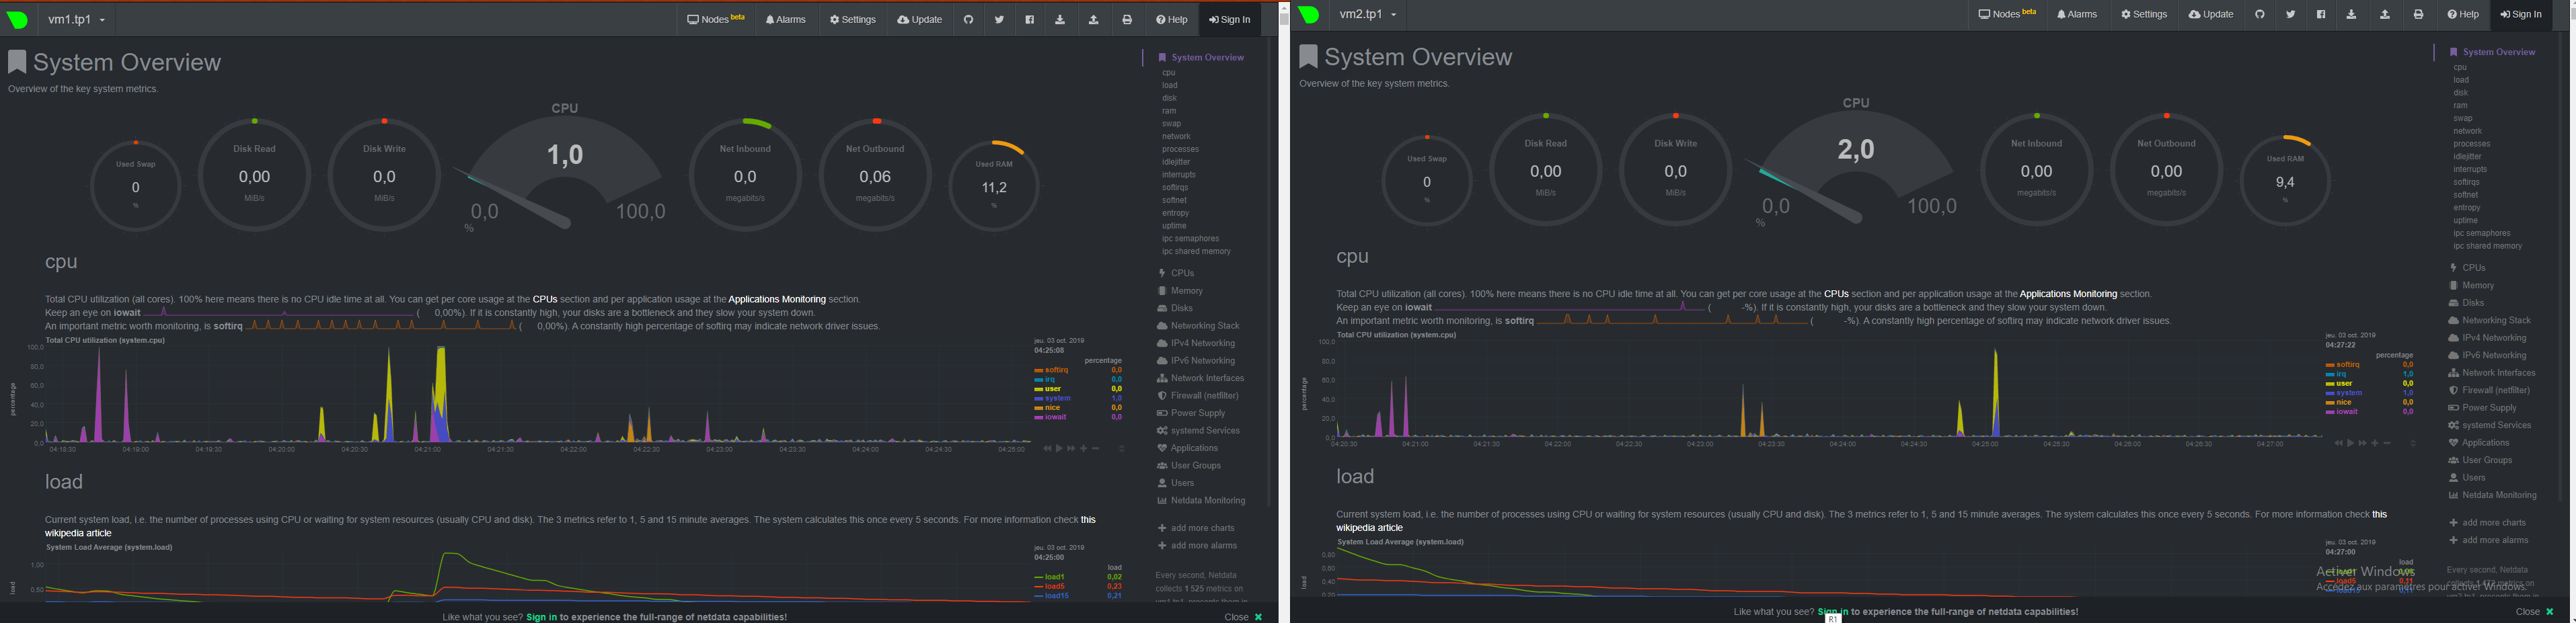 vm1.tp1
Nodes beta
Alarms
Settings
Update
Help
Sign In
System Overview
Overview of the key system metrics.
Used Swap
0
%
Disk Read
0,00
MiB/s
Disk Write
0,0
MiB/s
CPU
1,0
0,0
100,0
%
Net Inbound
0,0
megabits/s
Net Outbound
0,06
megabits/s
Used RAM
11,2
%
cpu
Total CPU utilization (all cores). 100% here means there is no CPU idle time at all. You can get per core usage at the CPUs section and per application usage at the Applications Monitoring section.
Keep an eye on iowait ( 0,00%). If it is constantly high, your disks are a bottleneck and they slow your system down.
An important metric worth monitoring, is softirq ( 0,00%). A constantly high percentage of softirq may indicate network driver issues.
Total CPU utilization (system.cpu)
percentage
100,0
80,0
60,0
40,0
20,0
0,0
04:18:30 04:19:00 04:19:30 04:20:00 04:20:30 04:21:00 04:21:30 04:22:00 04:22:30 04:23:00 04:23:30 04:24:00 04:24:30 04:25:00
jeu. 03 oct. 2019
04:25:08
percentage
softirq 0,0
irq 0,0
user 0,0
system 1,0
nice 0,0
iowait 0,0
load
Current system load, i.e. the number of processes using CPU or waiting for system resources (usually CPU and disk). The 3 metrics refer to 1, 5 and 15 minute averages. The system calculates this once every 5 seconds. For more information check this
wikipedia article
System Load Average (system.load)
load
1,00
0,50
jeu. 03 oct. 2019
04:25:00
load
load1 0,02
load5 0,23
load15 0,21
System Overview
cpu
load
disk
ram
swap
network
processes
idlejitter
interrupts
softirqs
softnet
entropy
uptime
ipc semaphores
ipc shared memory
CPUs
Memory
Disks
Networking Stack
IPv4 Networking
IPv6 Networking
Network Interfaces
Firewall (netfilter)
Power Supply
systemd Services
Applications
User Groups
Users
Netdata Monitoring
add more charts
add more alarms
Every second, Netdata
collects 1 525 metrics on
Like what you see? Sign in to experience the full-range of netdata capabilities!
Close
vm2.tp1
Nodes beta
Alarms
Settings
Update
Help
Sign In
System Overview
Overview of the key system metrics.
Used Swap
0
%
Disk Read
0,00
MiB/s
Disk Write
0,0
MiB/s
CPU
2,0
0,0
100,0
%
Net Inbound
0,00
megabits/s
Net Outbound
0,00
megabits/s
Used RAM
9,4
%
cpu
Total CPU utilization (all cores). 100% here means there is no CPU idle time at all. You can get per core usage at the CPUs section and per application usage at the Applications Monitoring section.
Keep an eye on iowait ( -%). If it is constantly high, your disks are a bottleneck and they slow your system down.
An important metric worth monitoring, is softirq ( -%). A constantly high percentage of softirq may indicate network driver issues.
Total CPU utilization (system.cpu)
percentage
100,0
80,0
60,0
40,0
20,0
0,0
04:20:30 04:21:00 04:21:30 04:22:00 04:22:30 04:23:00 04:23:30 04:24:00 04:24:30 04:25:00 04:25:30 04:26:00 04:26:30 04:27:00
jeu. 03 oct. 2019
04:27:22
percentage
softirq 0,0
irq 1,0
user 0,0
system 1,0
nice 0,0
iowait 0,0
load
Current system load, i.e. the number of processes using CPU or waiting for system resources (usually CPU and disk). The 3 metrics refer to 1, 5 and 15 minute averages. The system calculates this once every 5 seconds. For more information check this
wikipedia article
System Load Average (system.load)
load
0,80
0,60
0,40
0,20
jeu. 03 oct. 2019
04:27:00
load
load5 0,11
System Overview
cpu
load
disk
ram
swap
network
processes
idlejitter
interrupts
softirqs
softnet
entropy
uptime
ipc semaphores
ipc shared memory
CPUs
Memory
Disks
Networking Stack
IPv4 Networking
IPv6 Networking
Network Interfaces
Firewall (netfilter)
Power Supply
systemd Services
Applications
User Groups
Users
Netdata Monitoring
add more charts
add more alarms
Every second, Netdata
Activer Windows
Accédez aux paramètres pour activer Windows.
Like what you see? Sign in to experience the full-range of netdata capabilities!
R1
Close